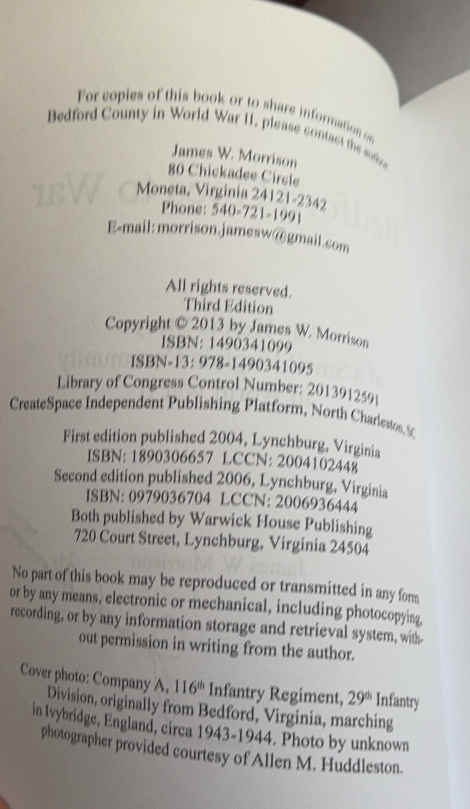 For copies of this book or to share information on
Bedford County in World War II, please contact the author
James W. Morrison
80 Chickadee Circle
Moneta, Virginia 24121-2342
Phone: 540-721-1991
E-mail: morrison.jamesw@gmail.com
All rights reserved.
Third Edition
Copyright © 2013 by James W. Morrison
ISBN: 1490341099
ISBN-13: 978-1490341095
Library of Congress Control Number: 2013912591
CreateSpace Independent Publishing Platform, North Charleston, SC
First edition published 2004, Lynchburg, Virginia
ISBN: 1890306657 LCCN: 2004102448
Second edition published 2006, Lynchburg, Virginia
ISBN: 0979036704 LCCN: 2006936444
Both published by Warwick House Publishing
720 Court Street, Lynchburg, Virginia 24504
No part of this book may be reproduced or transmitted in any form
or by any means, electronic or mechanical, including photocopying,
recording, or by any information storage and retrieval system, with-
out permission in writing from the author.
Cover photo: Company A, 116th Infantry Regiment, 29th Infantry
Division, originally from Bedford, Virginia, marching
in Ivybridge, England, circa 1943-1944. Photo by unknown
photographer provided courtesy of Allen M. Huddleston.